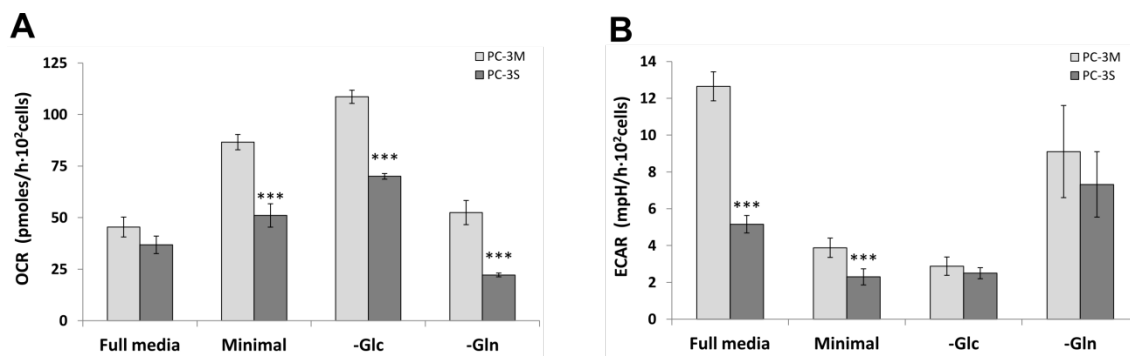 A
PC-3M
PC-3S
OCR (pmoles/h·10²cells)
125
100
75
50
25
0
***
***
***
Full media Minimal -Glc -Gln
B
PC-3M
PC-3S
ECAR (mpH/h·10²cells)
14
12
10
8
6
4
2
0
***
***
Full media Minimal -Glc -Gln